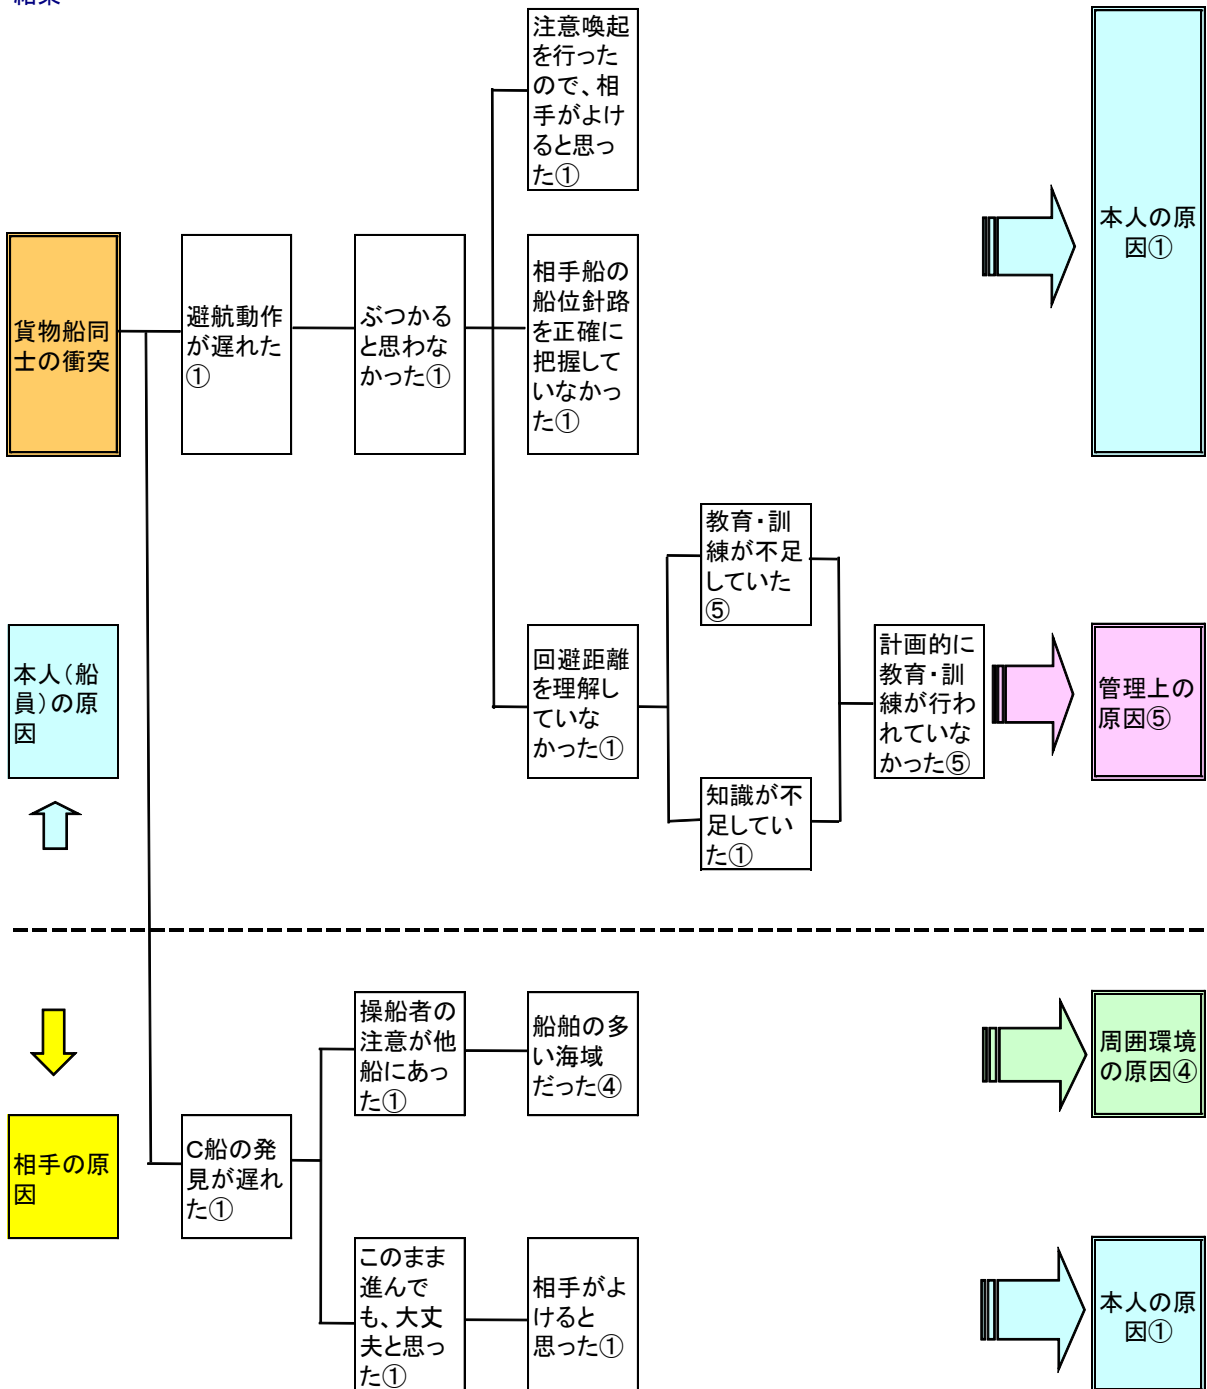 注意喚起
を行った
ので、相
手がよけ
ると思っ
た①
本人の原
因①
貨物船同
士の衝突
避航動作
が遅れた
①
ぶつかる
と思わな
かった①
相手船の
船位針路
を正確に
把握して
いなかっ
た①
教育・訓
練が不足
していた
⑤
本人(船
員)の原
因
回避距離
を理解し
ていな
かった①
計画的に
教育・訓
練が行わ
れていな
かった⑤
管理上の
原因⑤
知識が不
足してい
た①
操船者の
注意が他
船にあっ
た①
船舶の多
い海域
だった④
周囲環境
の原因④
相手の原
因
C船の発
見が遅れ
た①
このまま
進んで
も、大丈
夫と思っ
た①
相手がよ
けると
思った①
本人の原
因①